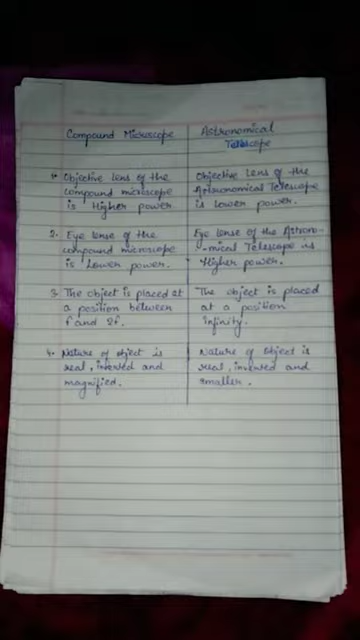 Compound Microscope
Astronomical
Telescope
1. Objective lens of the
compound microscope
is Higher power
Objective Lens of the
Astronomical Telescope
is Lower power.
2. Eye lense of the
compound microscope
is Lower power.
Eye lense of the Astrono-
-mical Telescope is
Higher power.
3. The object is placed at
a position between
f and 2f.
The object is placed
at a position
infinity.
4. Nature of object is
real, inverted and
magnified.
Nature of object is
real, inverted and
smaller.